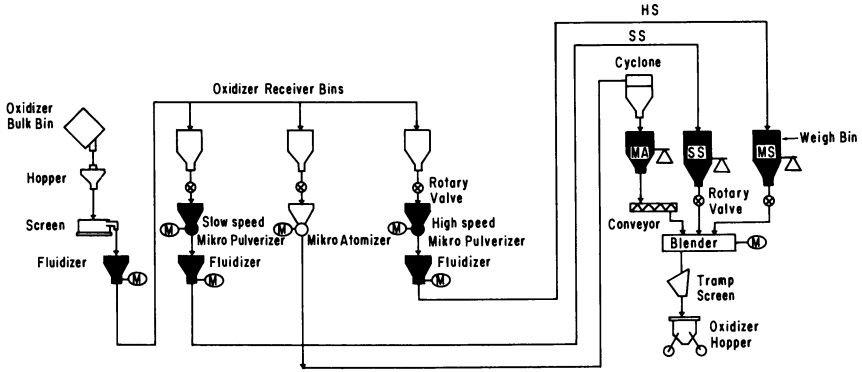 HS
SS
Cyclone
Oxidizer Receiver Bins
Oxidizer
Bulk Bin
Weigh Bin
MA
SS
MS
Hopper
Rotary
Valve
Rotary
Valve
Screen
Slow speed
Mikro Pulverizer
M
Mikro Atomizer
M
High speed
Mikro Pulverizer
M
Conveyor
Blender
M
Fluidizer
M
Fluidizer
M
Fluidizer
M
Tramp
Screen
Oxidizer
Hopper